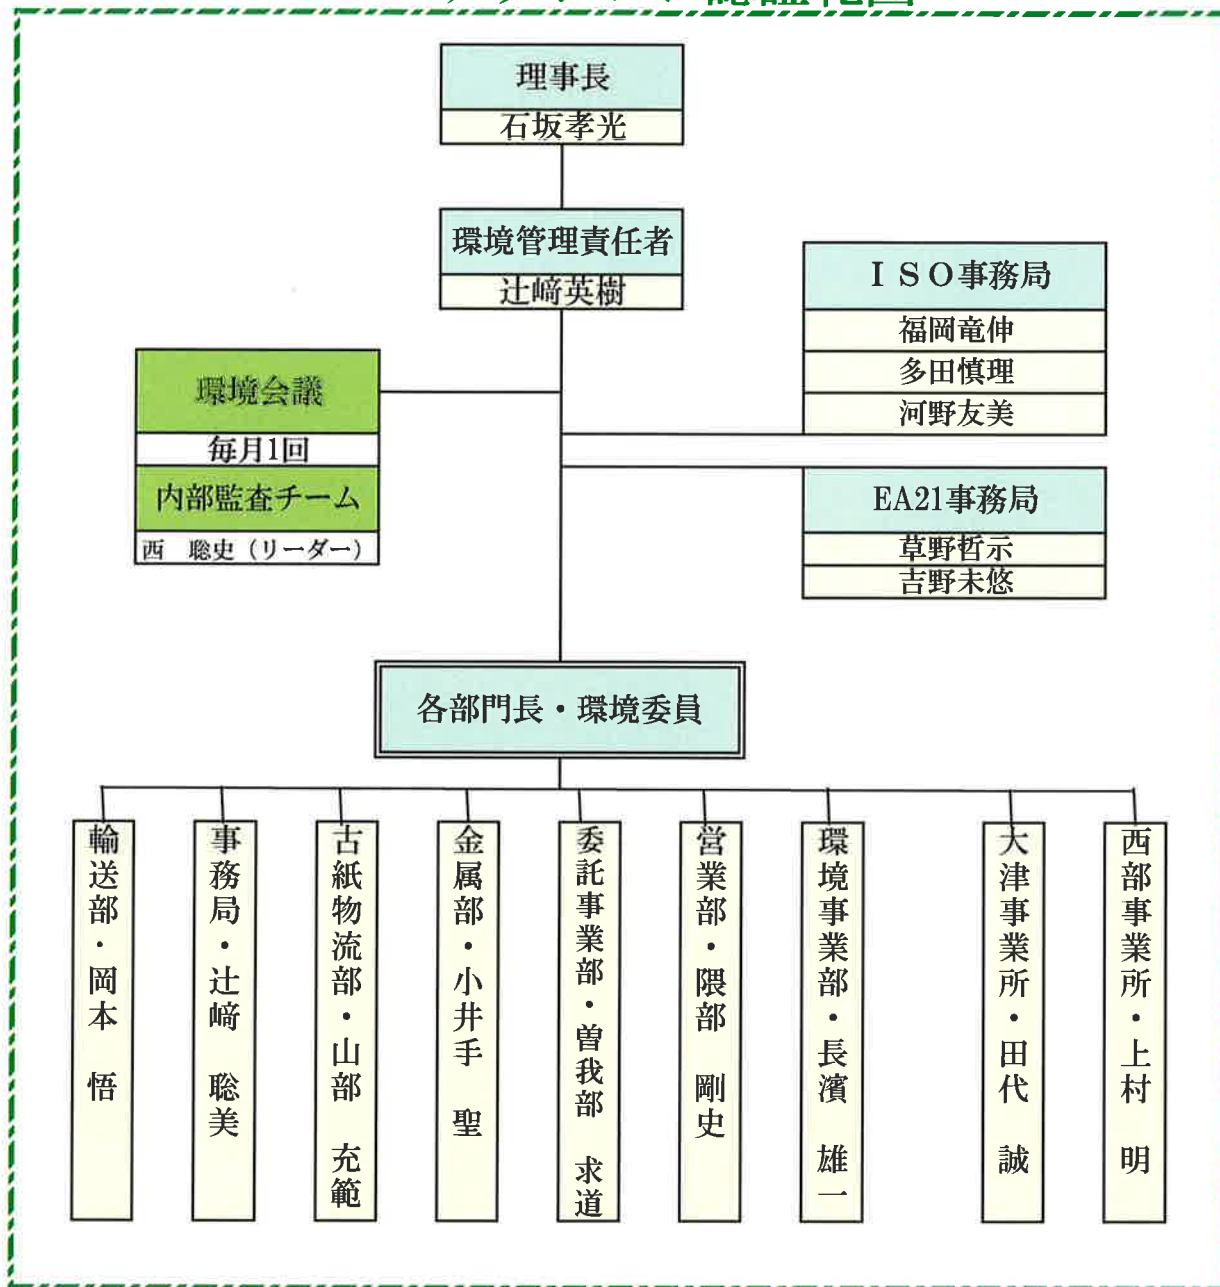 理事長
石坂孝光
環境管理責任者
辻﨑英樹
ＩＳＯ事務局
福岡竜伸
多田慎理
河野友美
環境会議
毎月1回
内部監査チーム
西　聡史（リーダー）
EA21事務局
草野哲示
吉野未悠
各部門長・環境委員
輸送部・岡本　悟
事務局・辻﨑　聡美
古紙物流部・山部　充範
金属部・小井手　聖
委託事業部・曽我部　求道
営業部・隈部　剛史
環境事業部・長濱　雄一
大津事業所・田代　誠
西部事業所・上村　明